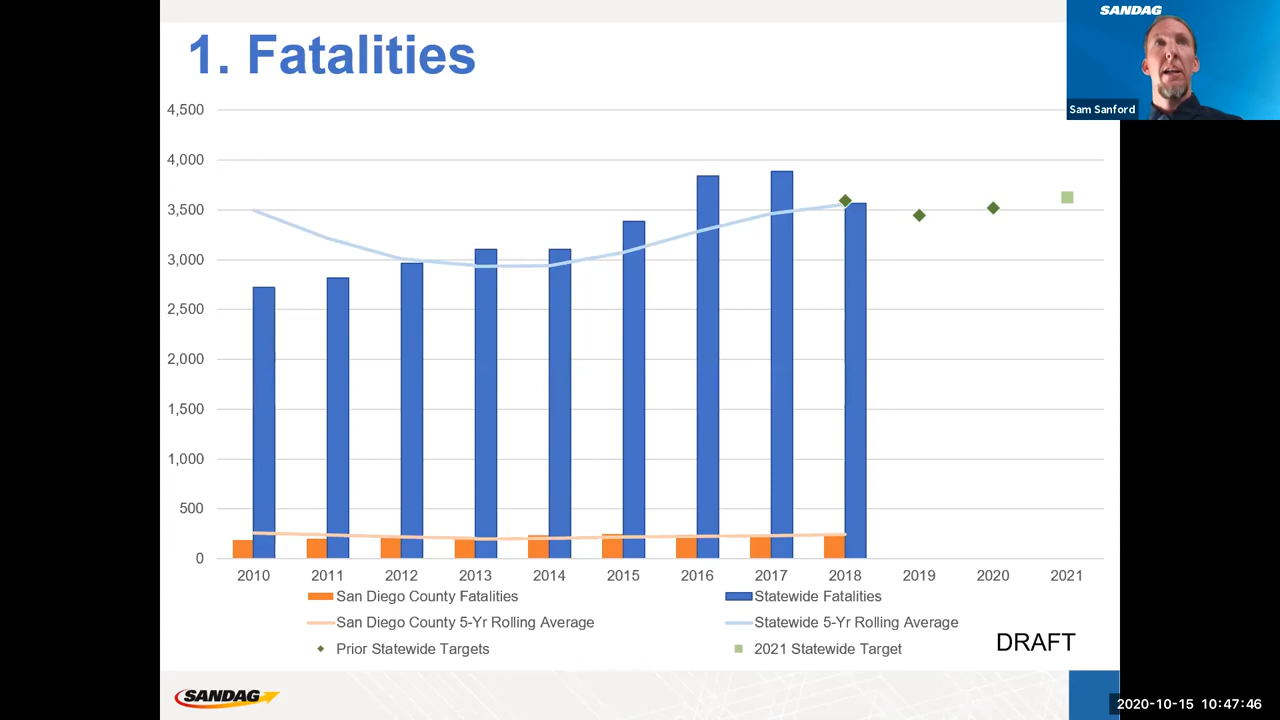 SANDAG
1. Fatalities
Sam Sanford
4,500
4,000
3,500
3,000
2,500
2,000
1,500
1,000
500
0
2010 2011 2012 2013 2014 2015 2016 2017 2018 2019 2020 2021
San Diego County Fatalities Statewide Fatalities
San Diego County 5-Yr Rolling Average Statewide 5-Yr Rolling Average
Prior Statewide Targets 2021 Statewide Target
DRAFT
SANDAG
2020-10-15 10:47:46